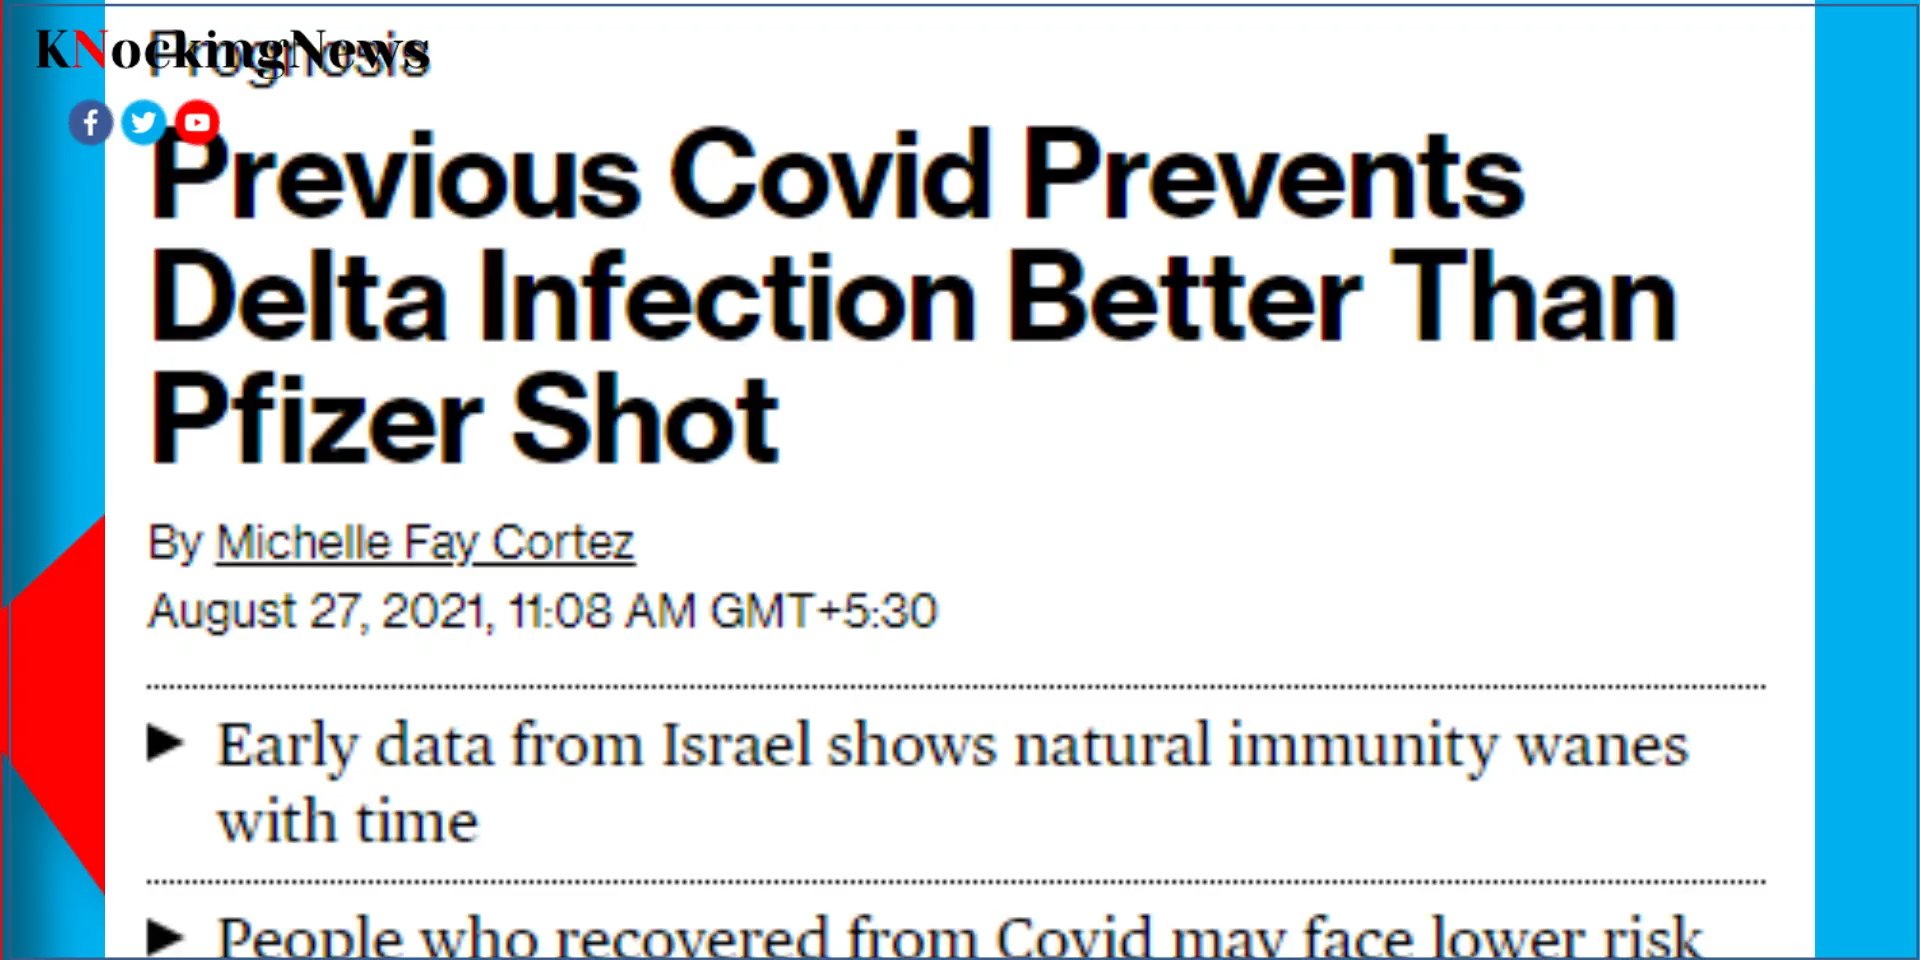 KNockingNews
Prognosis
Previous Covid Prevents
Delta Infection Better Than
Pfizer Shot
By Michelle Fay Cortez
August 27, 2021, 11:08 AM GMT+5:30
Early data from Israel shows natural immunity wanes
with time
People who recovered from Covid may face lower risk